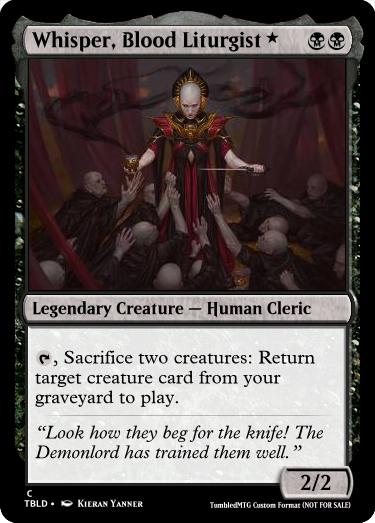 Whisper, Blood Liturgist ★
Legendary Creature — Human Cleric
, Sacrifice two creatures: Return
target creature card from your
graveyard to play.
“Look how they beg for the knife! The
Demonlord has trained them well.”
2/2
C
TBLD • Kieran Yanner
TumbledMTG Custom Format (NOT FOR SALE)